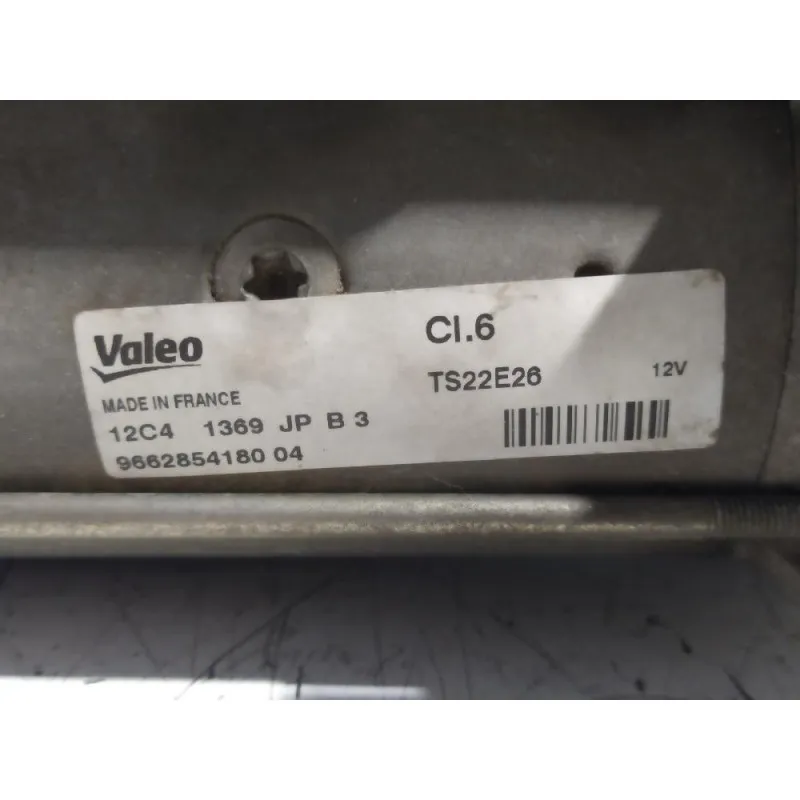 Valeo
MADE IN FRANCE
12C4 1369 JP B 3
9662854180 04
Cl.6
TS22E26
12V